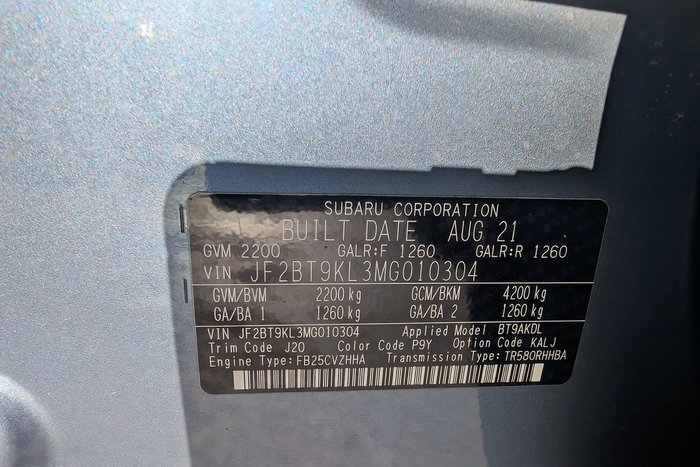 SUBARU CORPORATION
BUILT DATE AUG 21
GVM 2200 GALR:F 1260 GALR:R 1260
VIN JF2BT9KL3MG010304
GVM/BVM 2200 kg GCM/BKM 4200 kg
GA/BA 1 1260 kg GA/BA 2 1260 kg
VIN JF2BT9KL3MG010304 Applied Model BT9AKDL
Trim Code J20 Color Code P9Y Option Code KALJ
Engine Type: FB25CVZHHA Transmission Type: TR580RHHBA